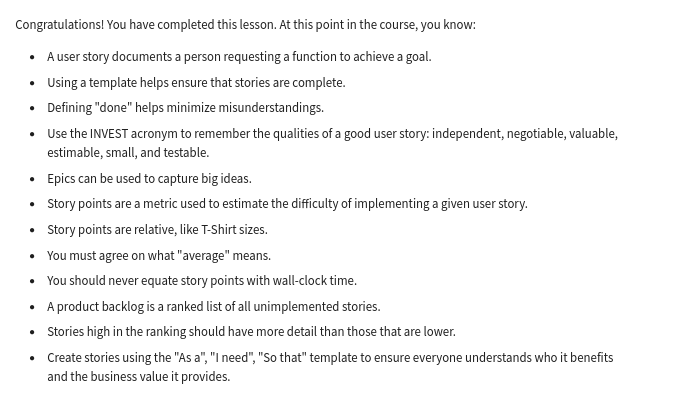 Congratulations! You have completed this lesson. At this point in the course, you know:
• A user story documents a person requesting a function to achieve a goal.
• Using a template helps ensure that stories are complete.
• Defining "done" helps minimize misunderstandings.
• Use the INVEST acronym to remember the qualities of a good user story: independent, negotiable, valuable,
estimable, small, and testable.
• Epics can be used to capture big ideas.
• Story points are a metric used to estimate the difficulty of implementing a given user story.
• Story points are relative, like T-Shirt sizes.
• You must agree on what "average" means.
• You should never equate story points with wall-clock time.
• A product backlog is a ranked list of all unimplemented stories.
• Stories high in the ranking should have more detail than those that are lower.
• Create stories using the "As a", "I need", "So that" template to ensure everyone understands who it benefits
and the business value it provides.